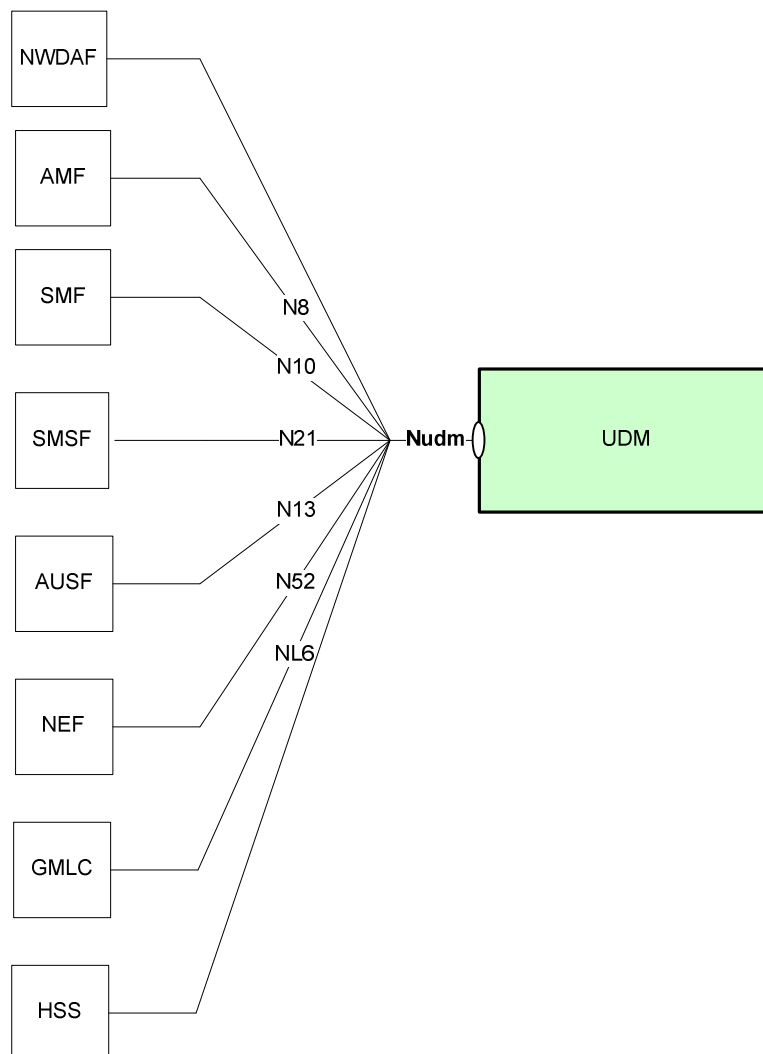 NWDAF
AMF
SMF
N8
N10
SMSF
N21
Nudm
UDM
N13
AUSF
N52
NL6
NEF
GMLC
HSS